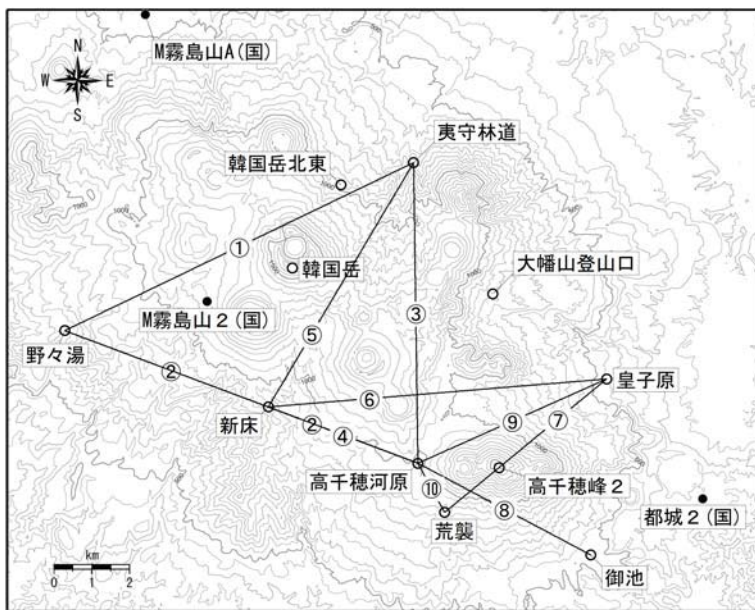 M霧島山A(国)
N
W E
S
夷守林道
韓国岳北東
①
韓国岳
大幡山登山口
M霧島山2(国)
③
⑤
野々湯
②
⑥
皇子原
新床
②
④
⑨
⑦
高千穂河原
⑩
高千穂峰2
⑧
荒襲
都城2(国)
御池
km
0 1 2